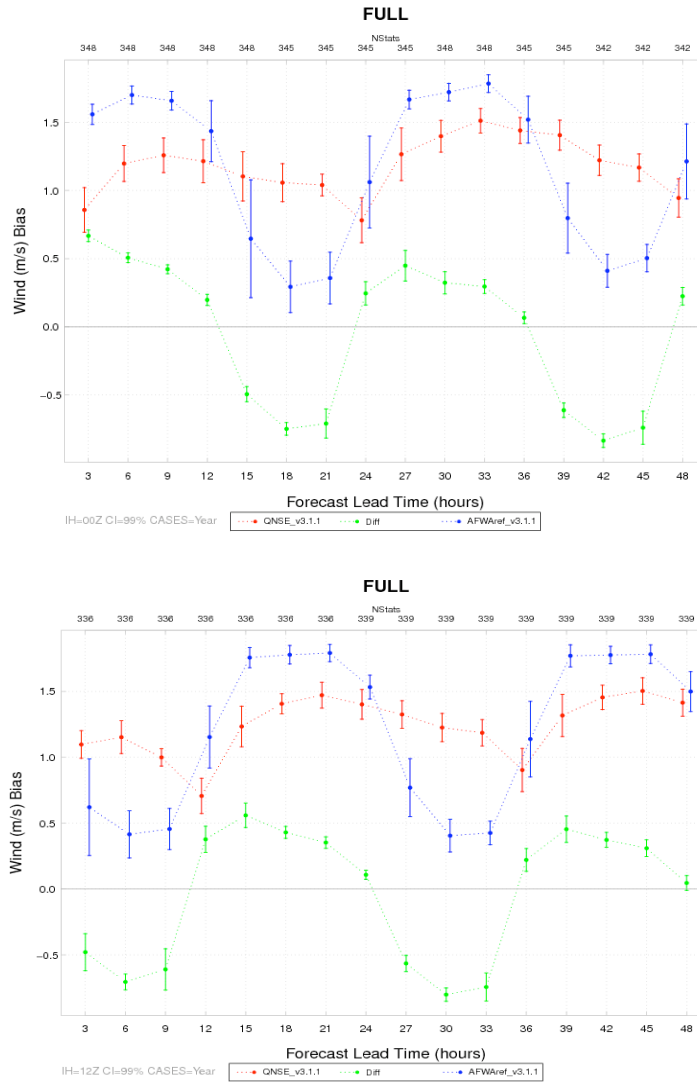 FULL
NStats
348 348 348 348 348 345 345 345 345 348 348 348 345 342 342 342
1.5
1.0
0.5
0.0
−0.5
Wind (m/s) Bias
3 6 9 12 15 18 21 24 27 30 33 36 39 42 45 48
Forecast Lead Time (hours)
IH=00Z CI=99% CASES=Year QNSE_v3.1.1 Diff AFWAref_v3.1.1
FULL
NStats
336 336 336 336 336 336 336 339 339 339 339 339 339 339 339 339
1.5
1.0
0.5
0.0
−0.5
Wind (m/s) Bias
3 6 9 12 15 18 21 24 27 30 33 36 39 42 45 48
Forecast Lead Time (hours)
IH=12Z CI=99% CASES=Year QNSE_v3.1.1 Diff AFWAref_v3.1.1